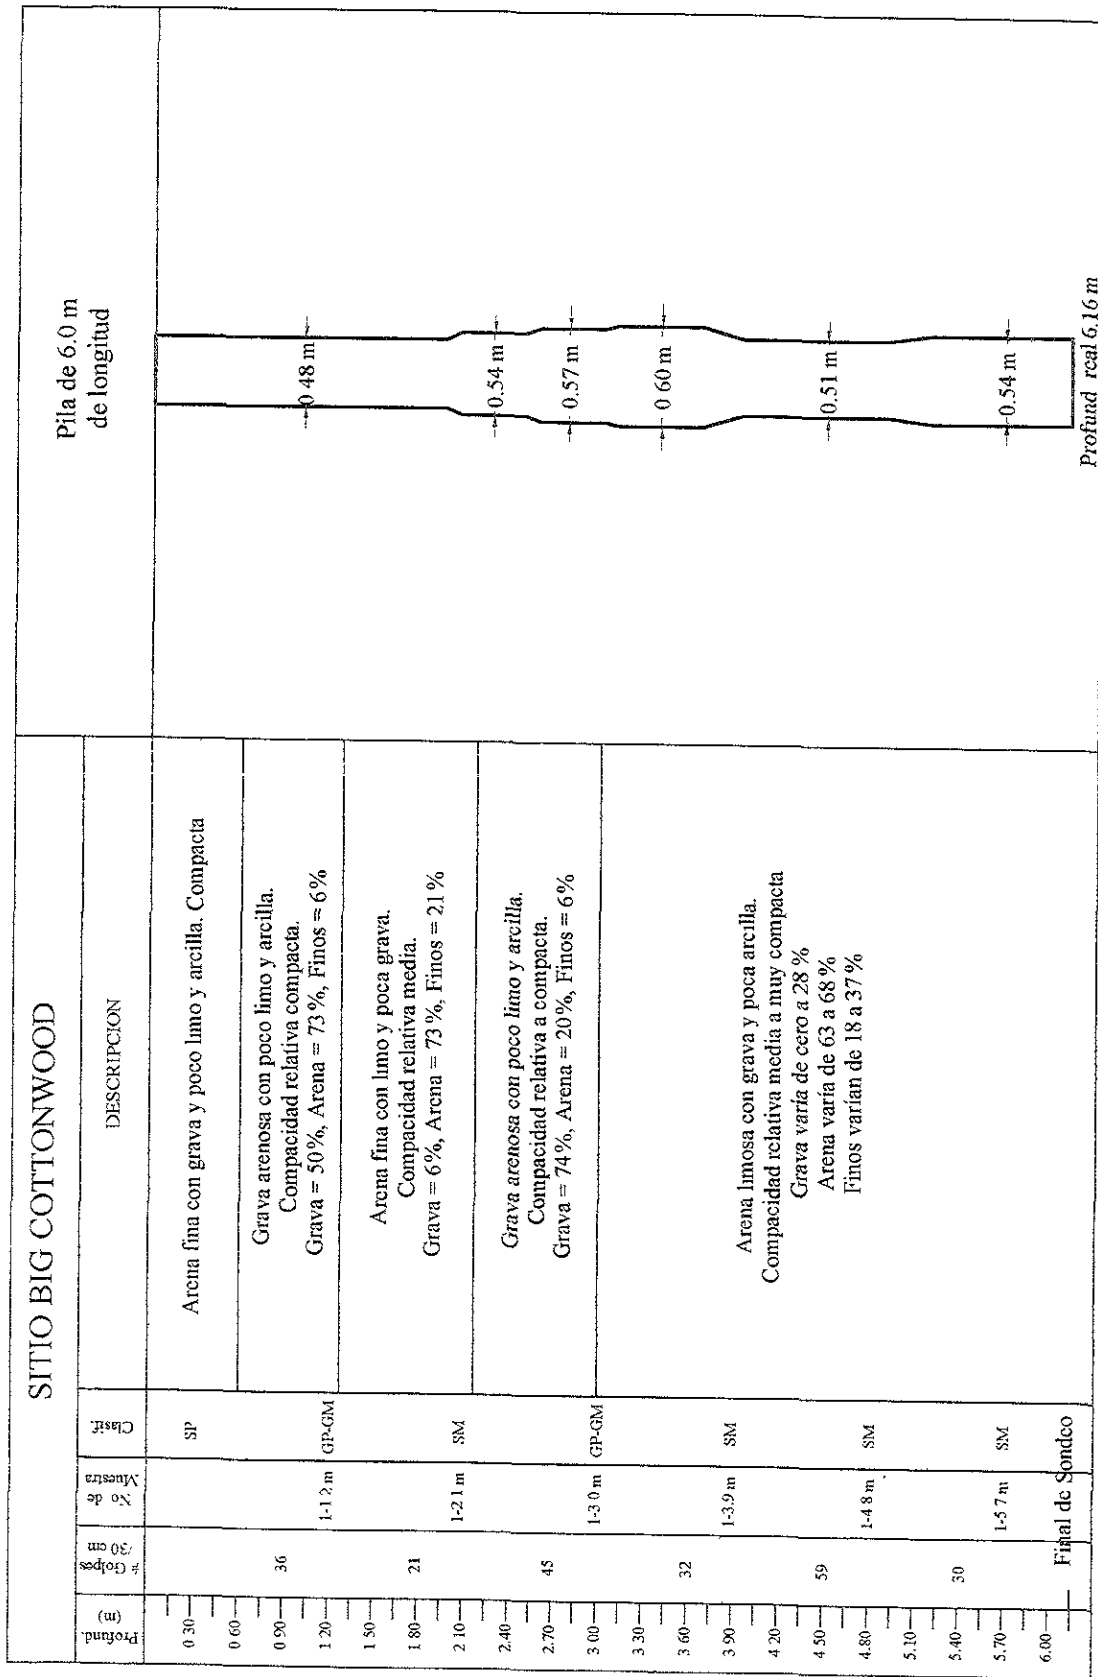 SITIO BIG COTTONWOOD
Profund.
(m)
# Golpes
/30 cm
No de
Muestra
Clasif.
DESCRIPCION
Pila de 6.0 m
de longitud
0 30
0 60
0 90
1 20
1 50
1 80
2 10
2.40
2.70
3 00
3 30
3 60
3 90
4 20
4 50
4.80
5.10
5.40
5.70
6.00
36
21
45
32
59
30
1-1 2 m
1-2 1 m
1-3 0 m
1-3.9 m
1-4 8 m
1-5 7 m
Final de Sondeo
SP
GP-GM
SM
GP-GM
SM
SM
SM
Arena fina con grava y poco limo y arcilla. Compacta
Grava arenosa con poco limo y arcilla.
Compacidad relativa compacta.
Grava = 50%, Arena = 73%, Finos = 6%
Arena fina con limo y poca grava.
Compacidad relativa media.
Grava = 6%, Arena = 73%, Finos = 21%
Grava arenosa con poco limo y arcilla.
Compacidad relativa a compacta.
Grava = 74%, Arena = 20%, Finos = 6%
Arena limosa con grava y poca arcilla.
Compacidad relativa media a muy compacta
Grava varía de cero a 28 %
Arena varía de 63 a 68 %
Finos varían de 18 a 37 %
0 48 m
0.54 m
0.57 m
0 60 m
0.51 m
0.54 m
Profund real 6.16 m